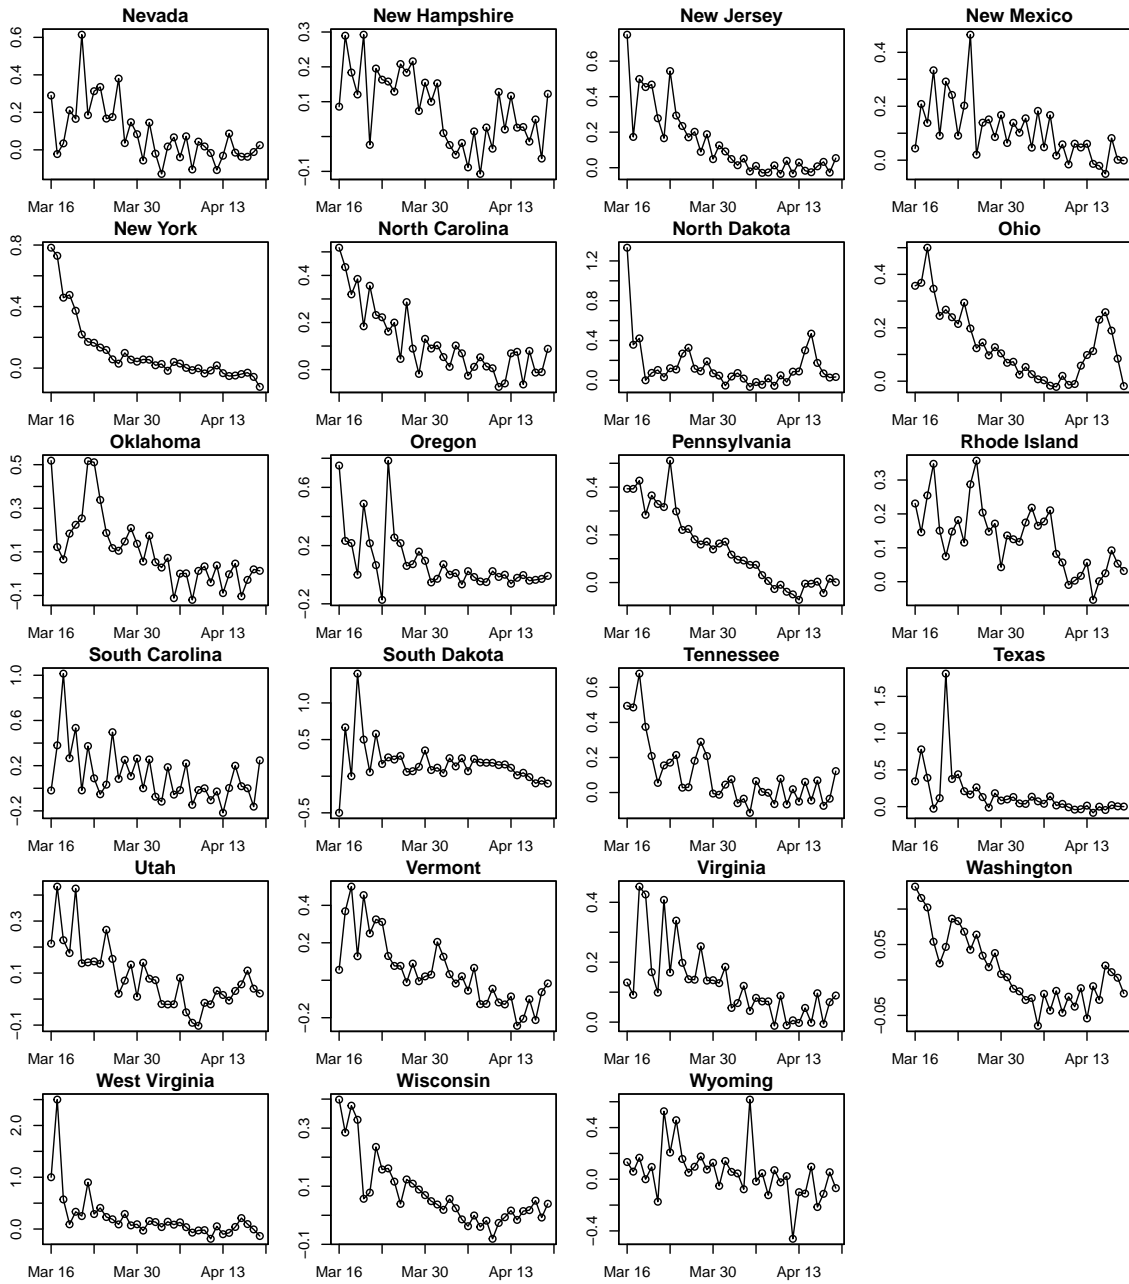 Nevada
0.0 0.2 0.4 0.6
Mar 16 Mar 30 Apr 13
New Hampshire
−0.1 0.1 0.3
Mar 16 Mar 30 Apr 13
New Jersey
0.0 0.2 0.4 0.6
Mar 16 Mar 30 Apr 13
New Mexico
0.0 0.2 0.4
Mar 16 Mar 30 Apr 13
New York
0.0 0.4 0.8
Mar 16 Mar 30 Apr 13
North Carolina
0.0 0.2 0.4
Mar 16 Mar 30 Apr 13
North Dakota
0.0 0.4 0.8 1.2
Mar 16 Mar 30 Apr 13
Ohio
0.0 0.2 0.4
Mar 16 Mar 30 Apr 13
Oklahoma
−0.1 0.1 0.3 0.5
Mar 16 Mar 30 Apr 13
Oregon
−0.2 0.2 0.6
Mar 16 Mar 30 Apr 13
Pennsylvania
0.0 0.2 0.4
Mar 16 Mar 30 Apr 13
Rhode Island
0.0 0.1 0.2 0.3
Mar 16 Mar 30 Apr 13
South Carolina
−0.2 0.2 0.6 1.0
Mar 16 Mar 30 Apr 13
South Dakota
−0.5 0.5 1.0
Mar 16 Mar 30 Apr 13
Tennessee
0.0 0.2 0.4 0.6
Mar 16 Mar 30 Apr 13
Texas
0.0 0.5 1.0 1.5
Mar 16 Mar 30 Apr 13
Utah
−0.1 0.1 0.3
Mar 16 Mar 30 Apr 13
Vermont
−0.2 0.2 0.4
Mar 16 Mar 30 Apr 13
Virginia
0.0 0.2 0.4
Mar 16 Mar 30 Apr 13
Washington
−0.05 0.05
Mar 16 Mar 30 Apr 13
West Virginia
0.0 1.0 2.0
Mar 16 Mar 30 Apr 13
Wisconsin
−0.1 0.1 0.3
Mar 16 Mar 30 Apr 13
Wyoming
−0.4 0.0 0.4
Mar 16 Mar 30 Apr 13